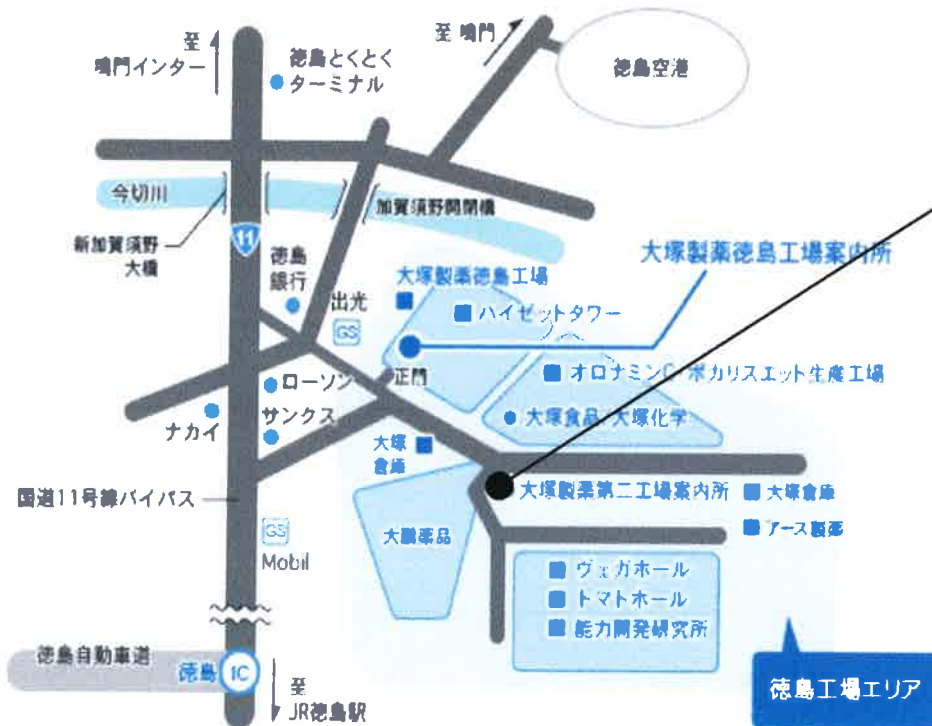 至
鳴門インター
徳島とくとく
ターミナル
至 鳴門
徳島空港
今切川
新加賀須野
大橋
加賀須野開閉橋
11
徳島
銀行
出光
GS
大塚製薬徳島工場
大塚製薬徳島工場案内所
ハイゼットタワー
正門
オロナミンC・ポカリスエット生産工場
ローソン
サンクス
ナカイ
大塚食品・大塚化学
大塚
倉庫
国道11号線バイパス
大塚製薬第二工場案内所
大塚倉庫
アース製薬
GS
Mobil
大鵬薬品
ヴェガホール
トマトホール
能力開発研究所
徳島自動車道
徳島 IC
至
JR徳島駅
徳島工場エリア